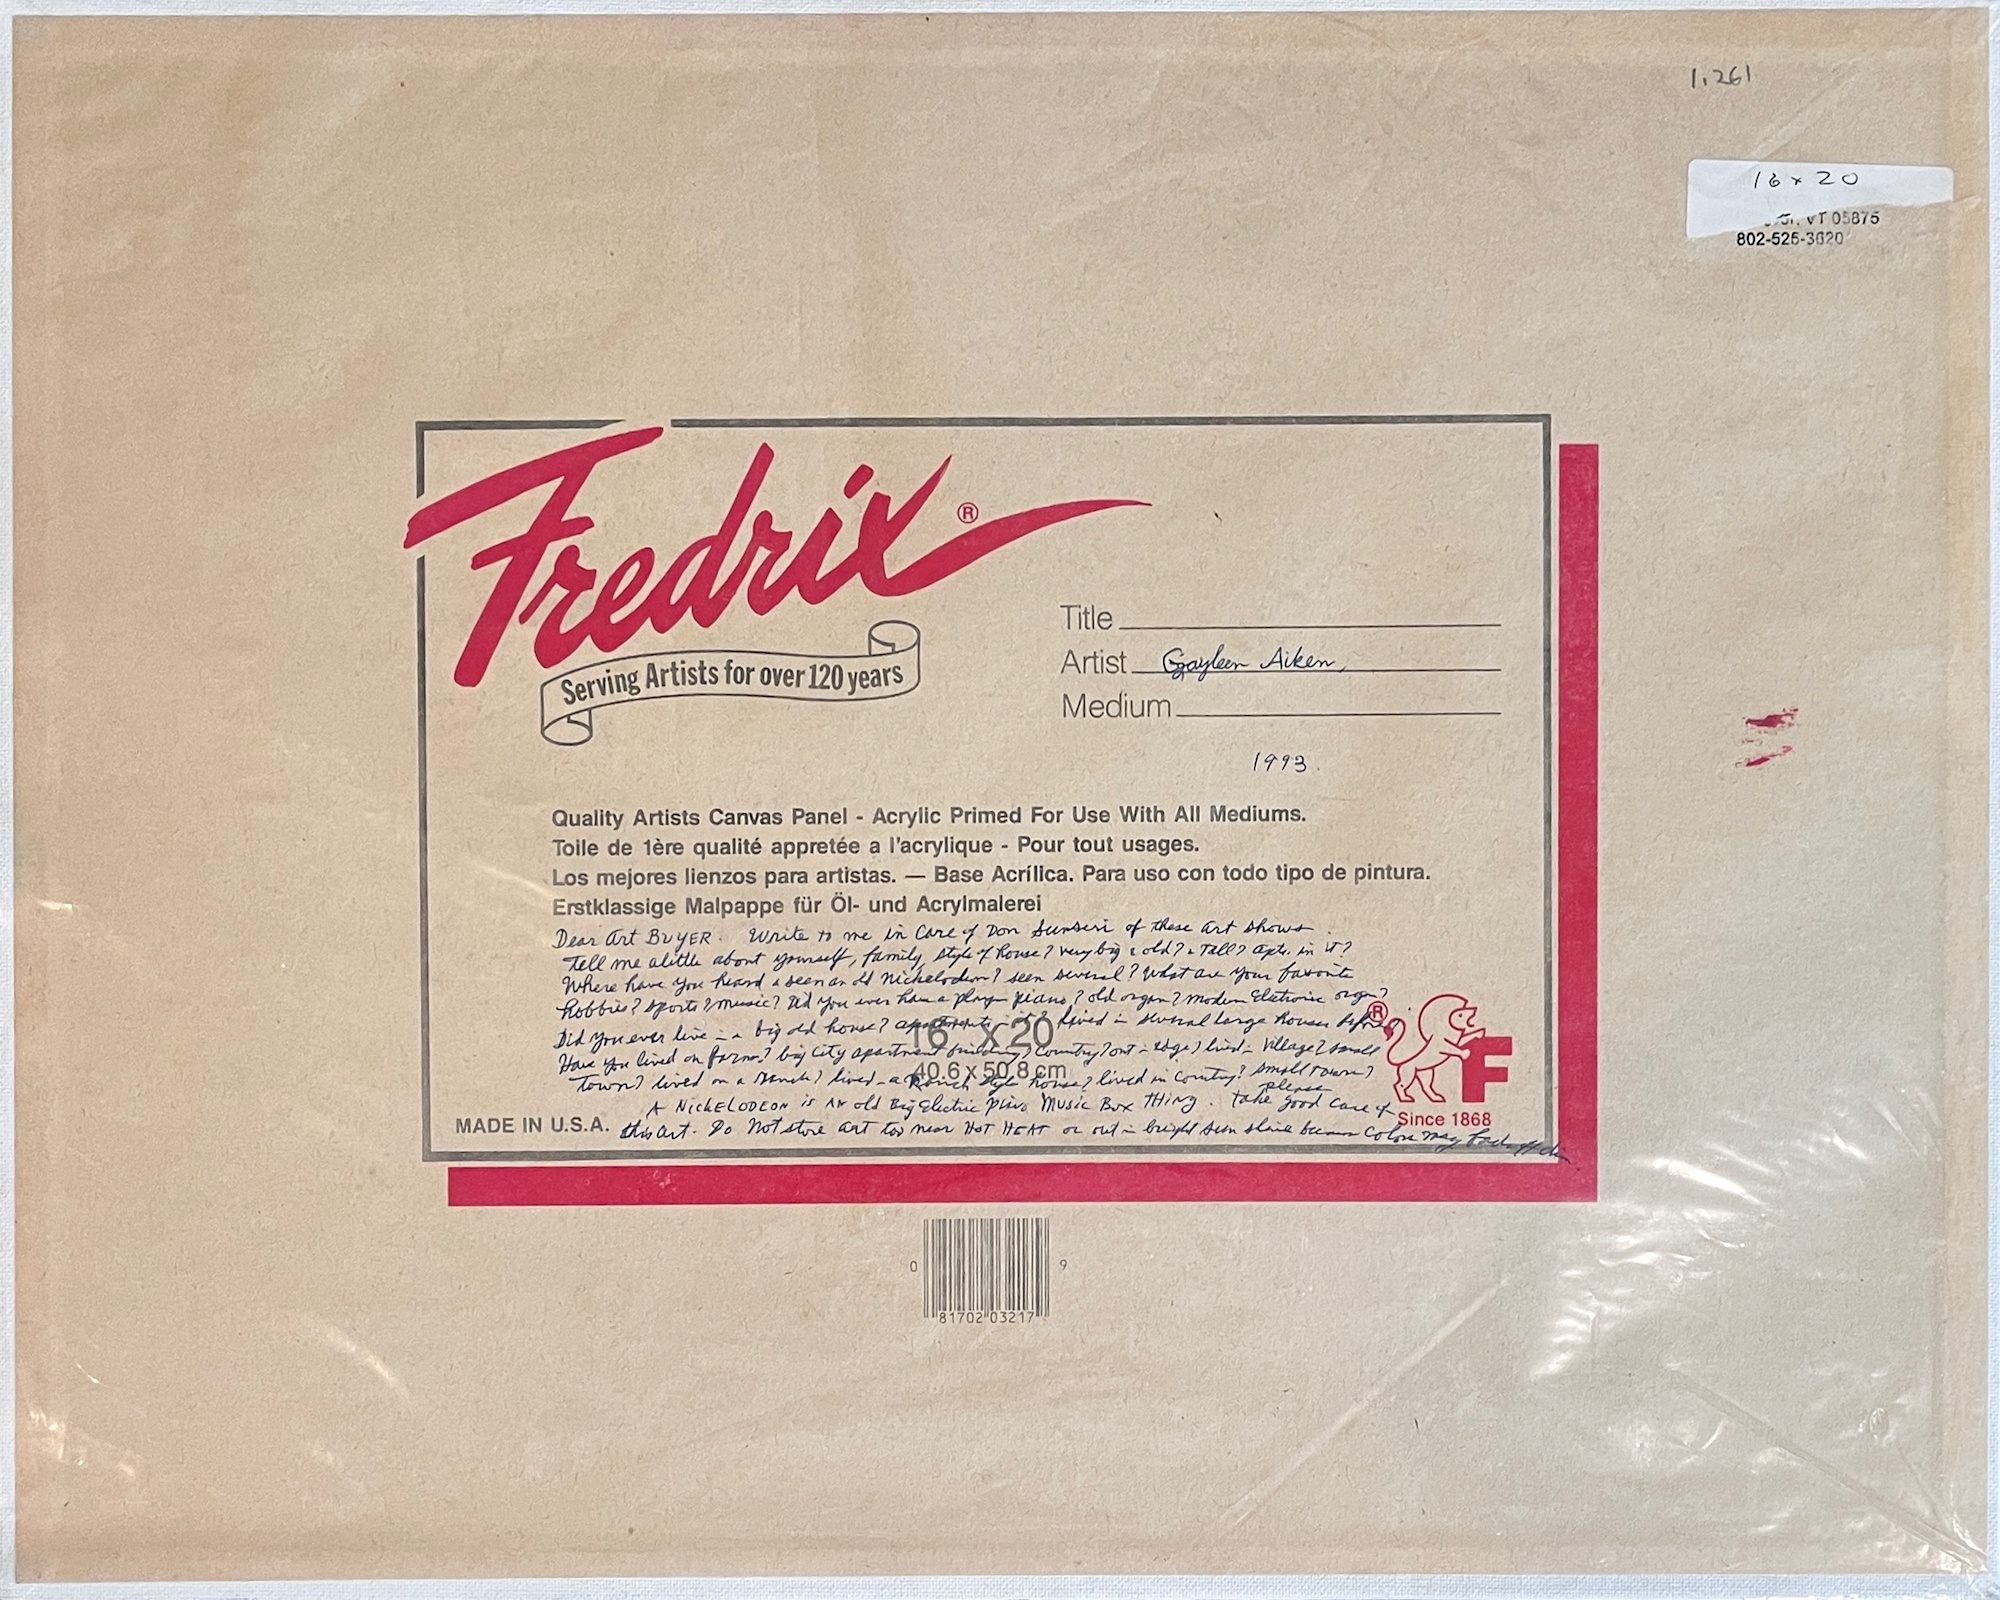 1,261
16 x 20
VT 05875
802-525-3620
Fredrix®
Serving Artists for over 120 years
Title
Artist Gayleen Aiken,
Medium
1993.
Quality Artists Canvas Panel - Acrylic Primed For Use With All Mediums.
Toile de 1ère qualité appretée a l'acrylique - Pour tout usages.
Los mejores lienzos para artistas. — Base Acrílica. Para uso con todo tipo de pintura.
Erstklassige Malpappe für Öl- und Acrylmalerei
Dear Art BUYER. Write to me in care of Don Sunseri of these art shows.
Tell me alittle about yourself, family, style of house? very big & old? & Tall? apts. in it?
Where have you heard & seen an old Nickelodeon? seen several? What are your favorite
hobbies? sports? music? Did you ever have a player piano? old organ? modern Eletronic organ?
Did you ever live in a big old house? apartments in it? lived in several large houses before?
Have you lived on farm? big city apartment building? Country? out in edge? lived in Village? small
town? lived on a Ranch? lived in a Ranch style house? lived in Country? small town?
16" x 20"
40.6 x 50.8 cm
®
F
Since 1868
please
A NICKELODEON is AN old Big Electric piano Music Box THing. take good care of
this art. Do Not store art too near HOT HEAT or out in bright sun shine because Colors may fade
MADE IN U.S.A.
0 81702 03217 9